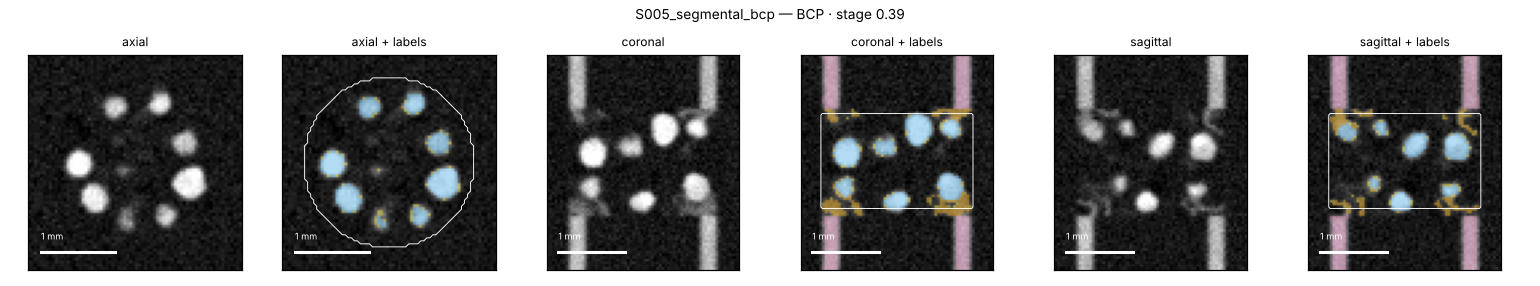 S005_segmental_bcp — BCP · stage 0.39
axial
axial + labels
coronal
coronal + labels
sagittal
sagittal + labels
1 mm
1 mm
1 mm
1 mm
1 mm
1 mm